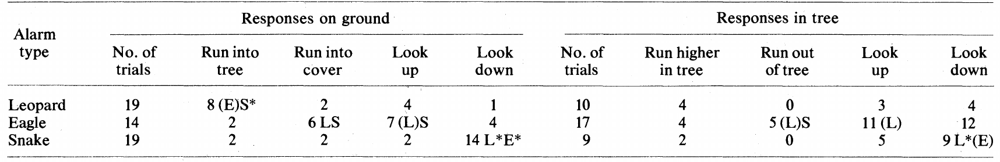 Responses on ground Responses in tree
Alarm
type No. of Run into Run into Look Look No. of Run higher Run out Look Look
trials tree cover up down trials in tree of tree up down
Leopard 19 8 (E)S* 2 4 1 10 4 0 3 4
Eagle 14 2 6 LS 7 (L)S 4 17 4 5 (L)S 11 (L) 12
Snake 19 2 2 2 14 L*E* 9 2 0 5 9 L*(E)